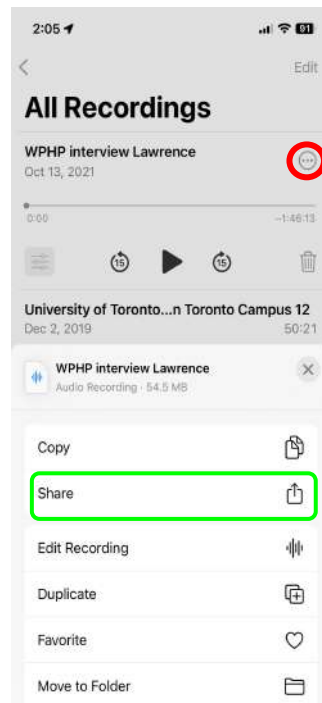 2:05 91
Edit
All Recordings
WPHP interview Lawrence
Oct 13, 2021
0:00 -1:46:13
15 15
University of Toronto...n Toronto Campus 12
Dec 2, 2019 50:21
WPHP interview Lawrence
Audio Recording · 54.5 MB
Copy
Share
Edit Recording
Duplicate
Favorite
Move to Folder